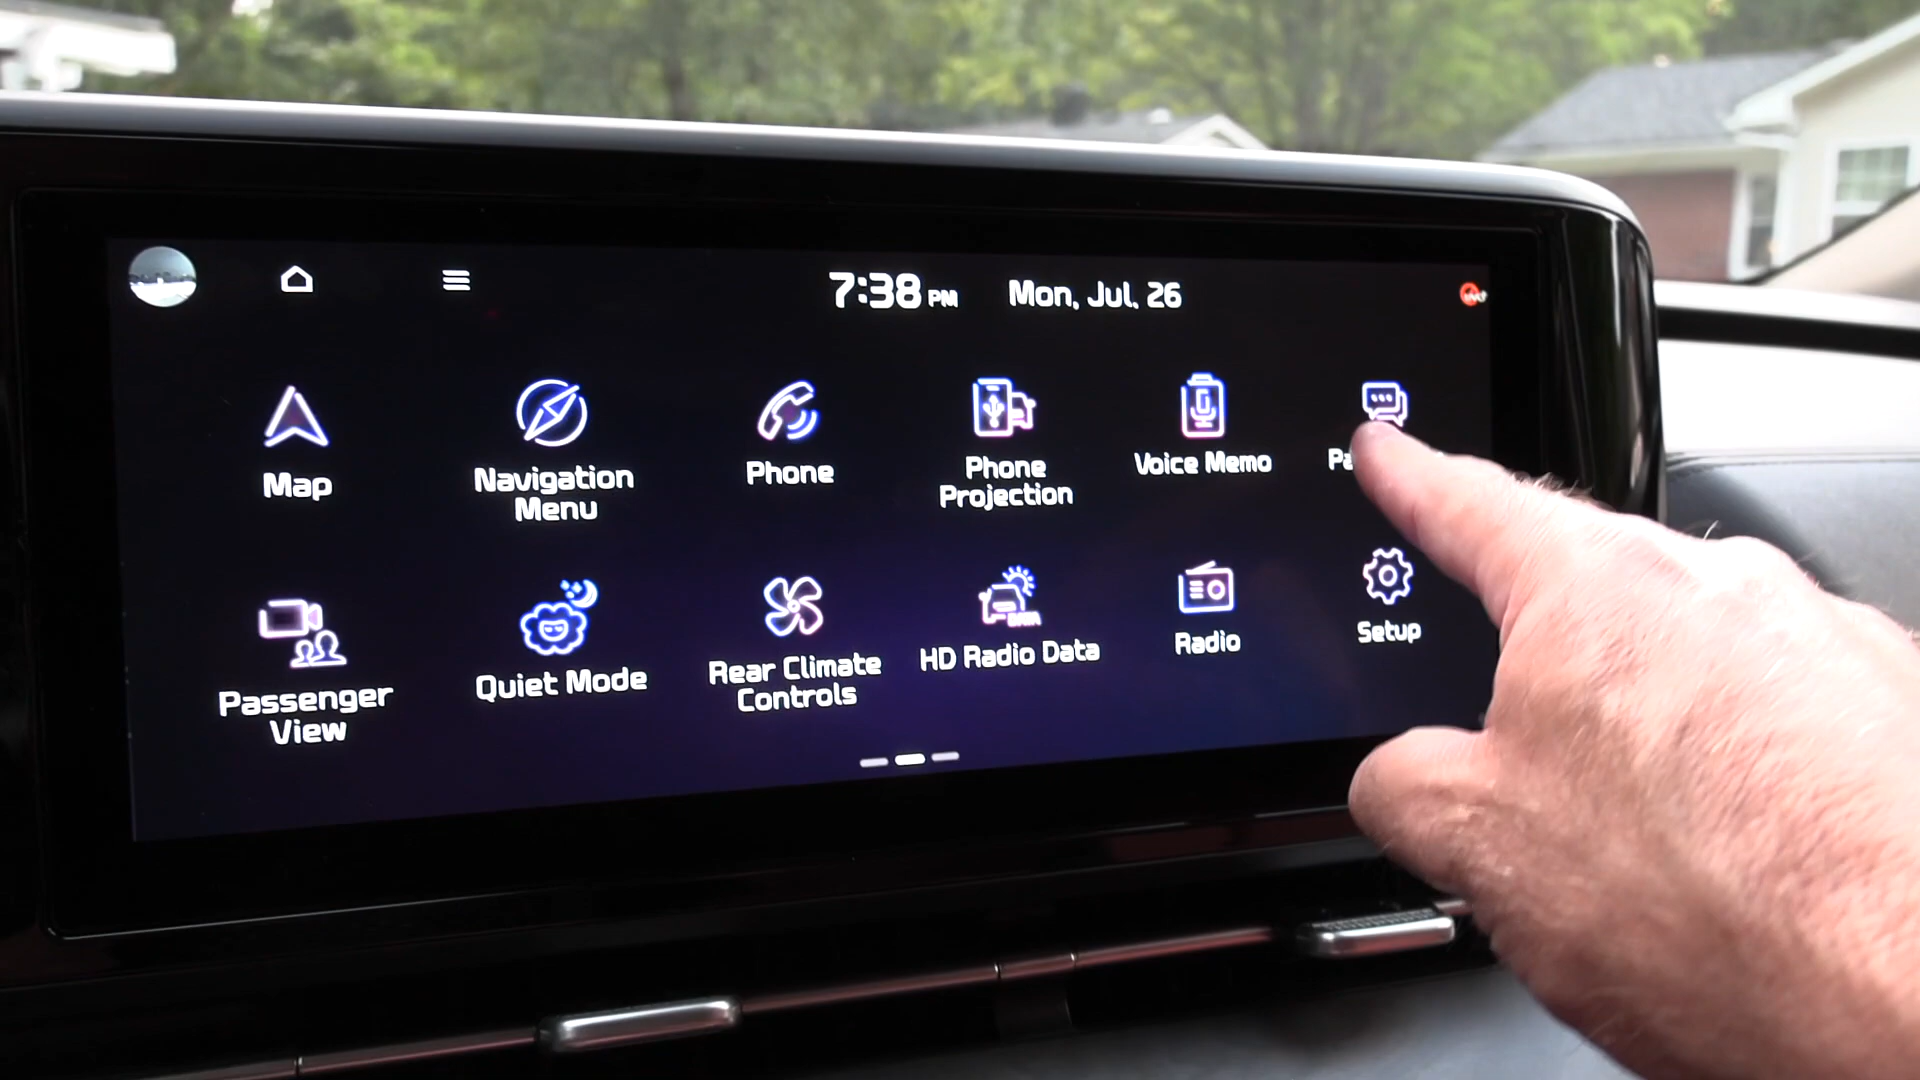 7:38 PM Mon, Jul. 26
Map
Navigation
Menu
Phone
Phone
Projection
Voice Memo
Passenger
View
Quiet Mode
Rear Climate
Controls
HD Radio Data
Radio
Setup